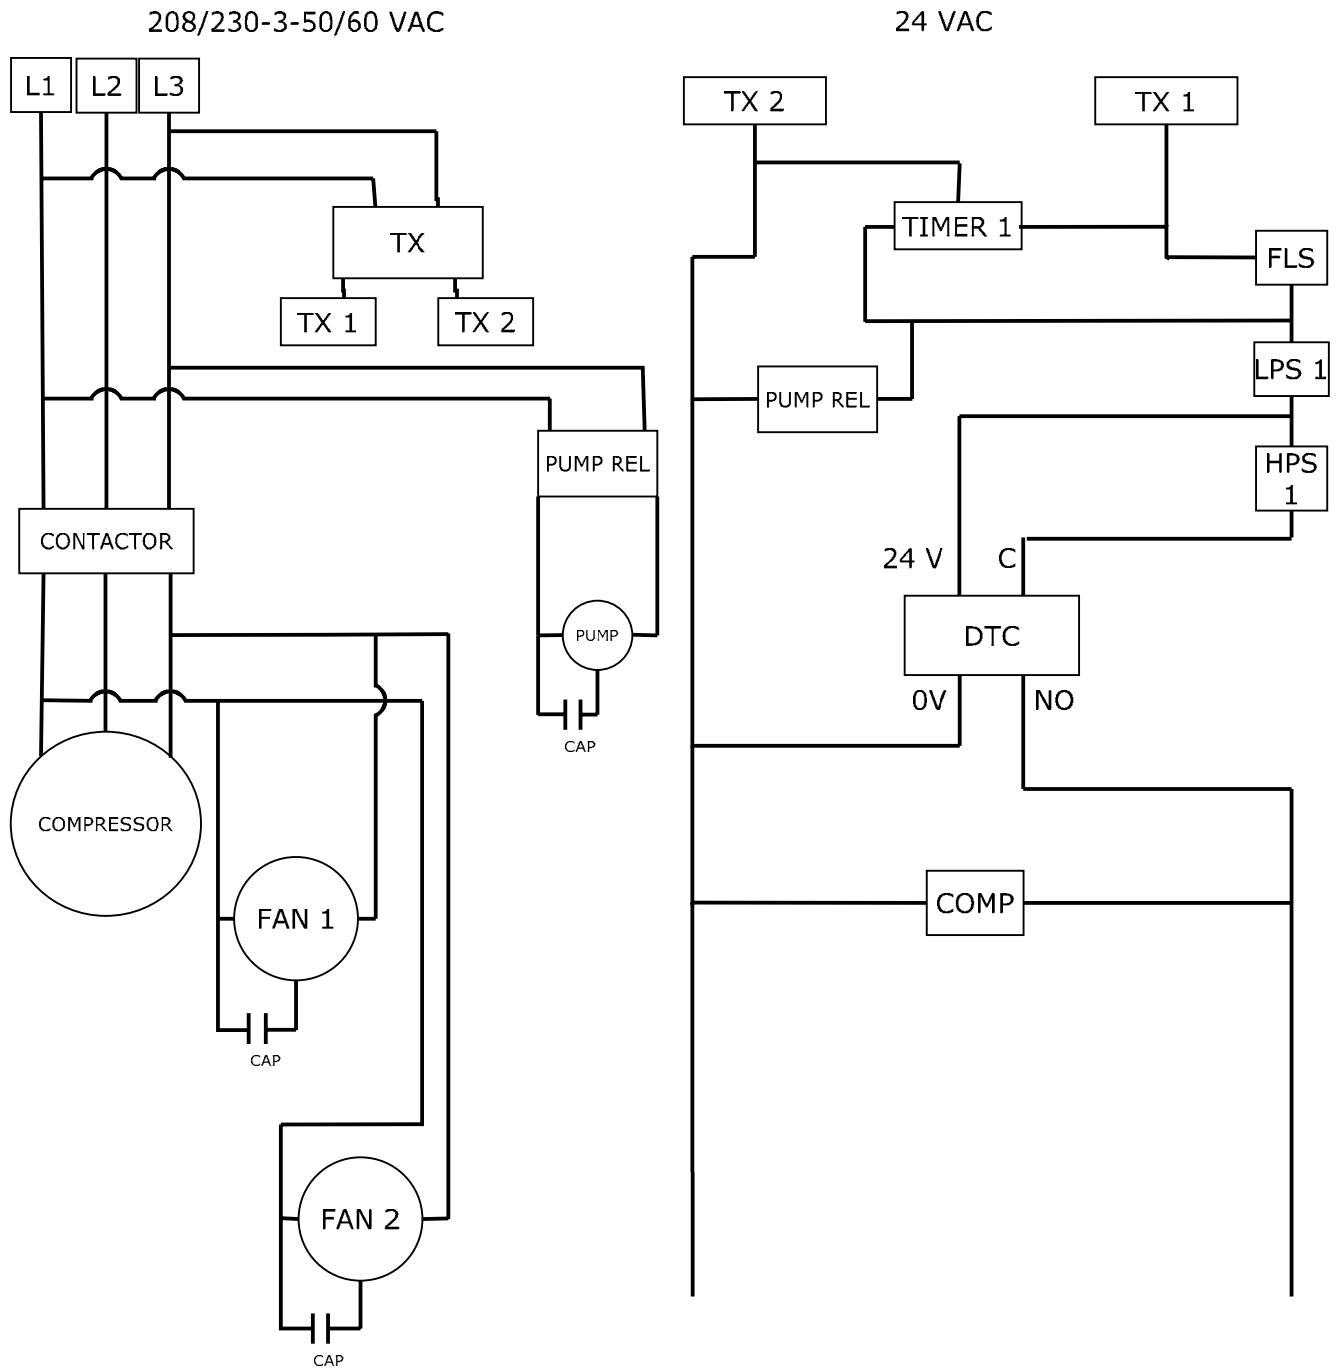 208/230-3-50/60 VAC
L1
L2
L3
TX
TX 1
TX 2
PUMP REL
CONTACTOR
PUMP
CAP
COMPRESSOR
FAN 1
CAP
FAN 2
CAP
24 VAC
TX 2
TX 1
TIMER 1
FLS
LPS 1
PUMP REL
HPS
1
24 V
C
DTC
0V
NO
COMP